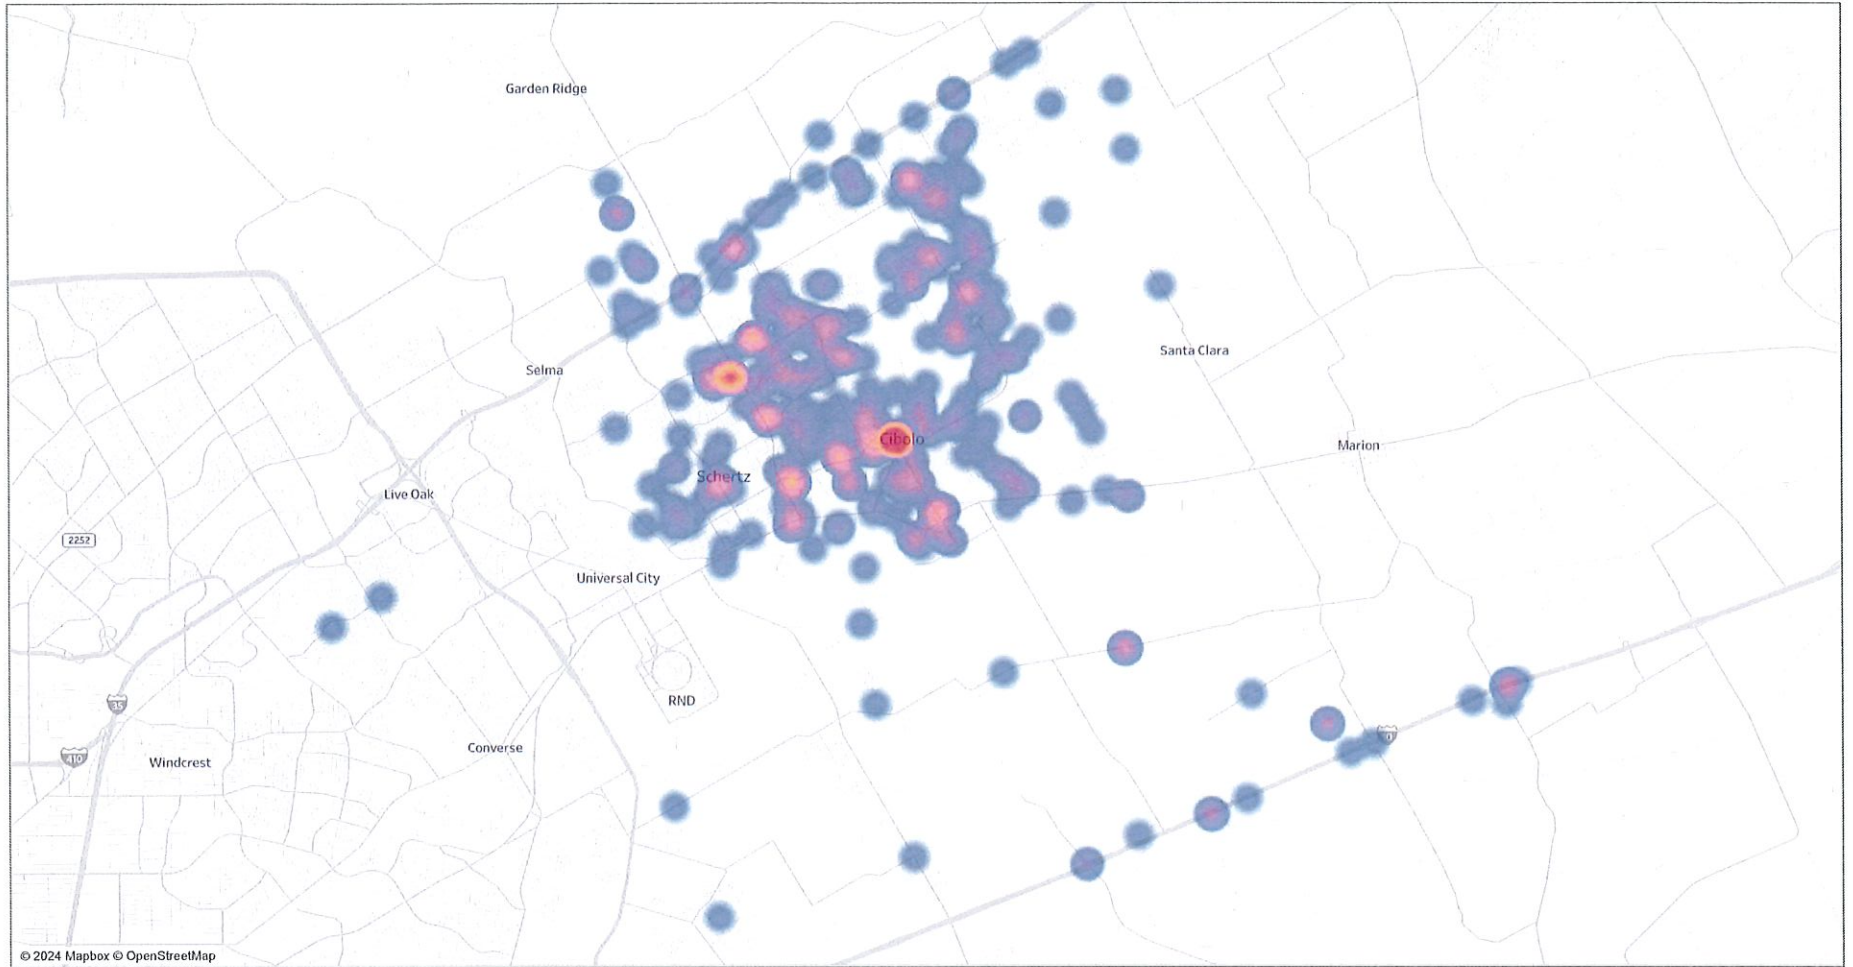 Garden Ridge
Selma
Santa Clara
Cibolo
Marion
Schertz
Live Oak
2252
Universal City
RND
35
Converse
410
Windcrest
© 2024 Mapbox © OpenStreetMap